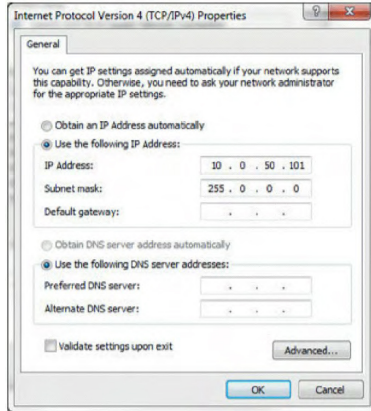 Internet Protocol Version 4 (TCP/IPv4) Properties
General
You can get IP settings assigned automatically if your network supports
this capability. Otherwise, you need to ask your network administrator
for the appropriate IP settings.
Obtain an IP Address automatically
Use the following IP Address:
IP Address: 10 . 0 . 50 . 101
Subnet mask: 255 . 0 . 0 . 0
Default gateway: . . .
Obtain DNS server address automatically
Use the following DNS server addresses:
Preferred DNS server: . . .
Alternate DNS server: . . .
Validate settings upon exit
Advanced...
OK Cancel